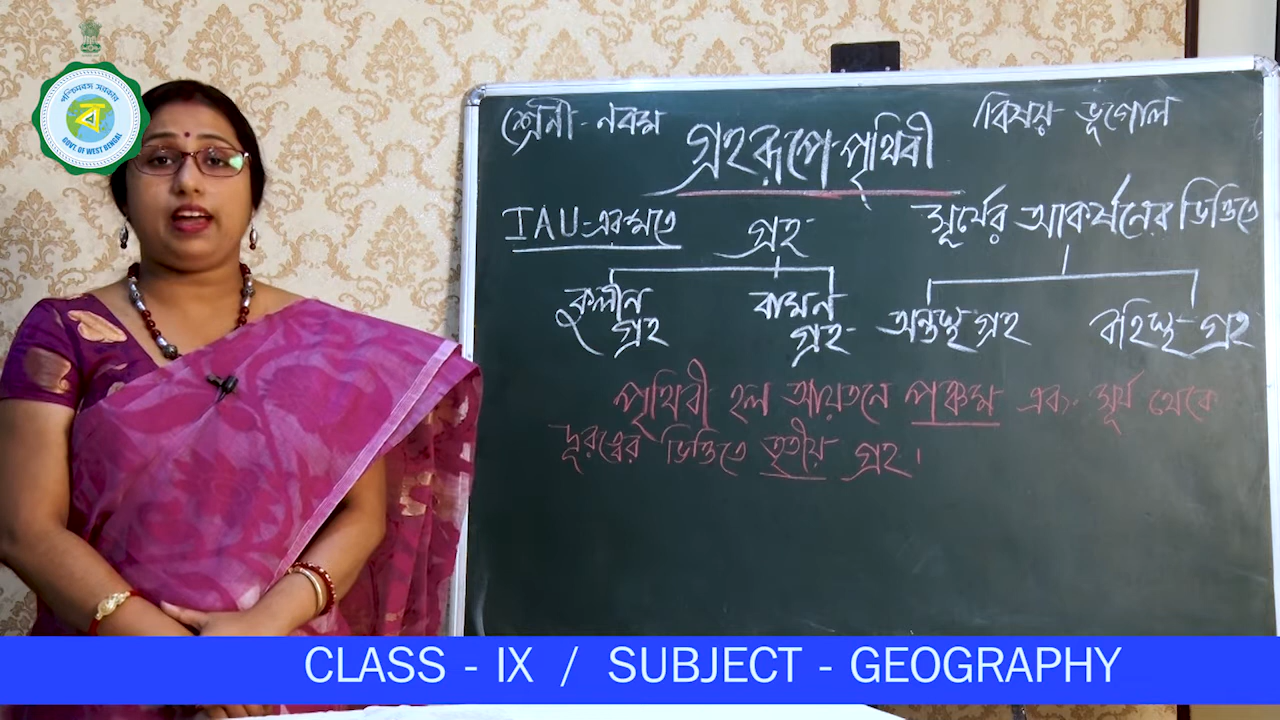 পশ্চিমবঙ্গ সরকার
ব
GOVT. OF WEST BENGAL
শ্রেনী - নবম
বিষয় - ভূগোল
গ্রহরূপে পৃথিবী
IAU-এর মতে
গ্রহ
সূর্যের আকর্ষনের ভিত্তিতে
কুলীন গ্রহ
বামন গ্রহ
অন্তস্থ গ্রহ
বহিস্থ গ্রহ
পৃথিবী হল আয়তনে পঞ্চম এবং সূর্য থেকে
দূরত্বের ভিত্তিতে তৃতীয় গ্রহ।
CLASS - IX / SUBJECT - GEOGRAPHY